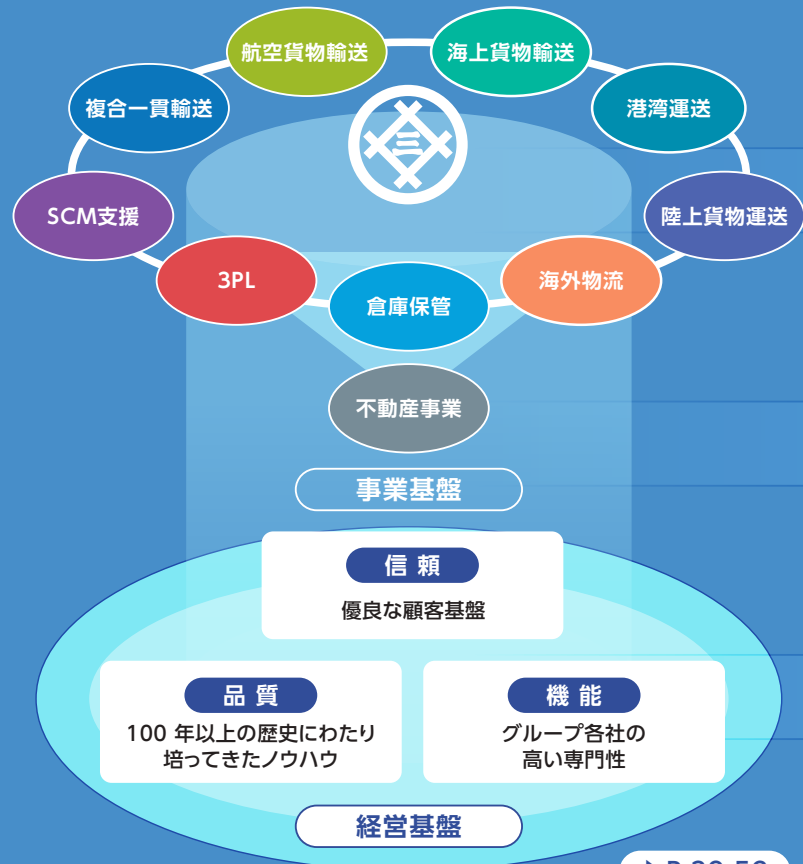 航空貨物輸送
海上貨物輸送
複合一貫輸送
三
港湾運送
SCM支援
陸上貨物運送
3PL
倉庫保管
海外物流
不動産事業
事業基盤
信 頼
優良な顧客基盤
品 質
100 年以上の歴史にわたり
培ってきたノウハウ
機 能
グループ各社の
高い専門性
経営基盤